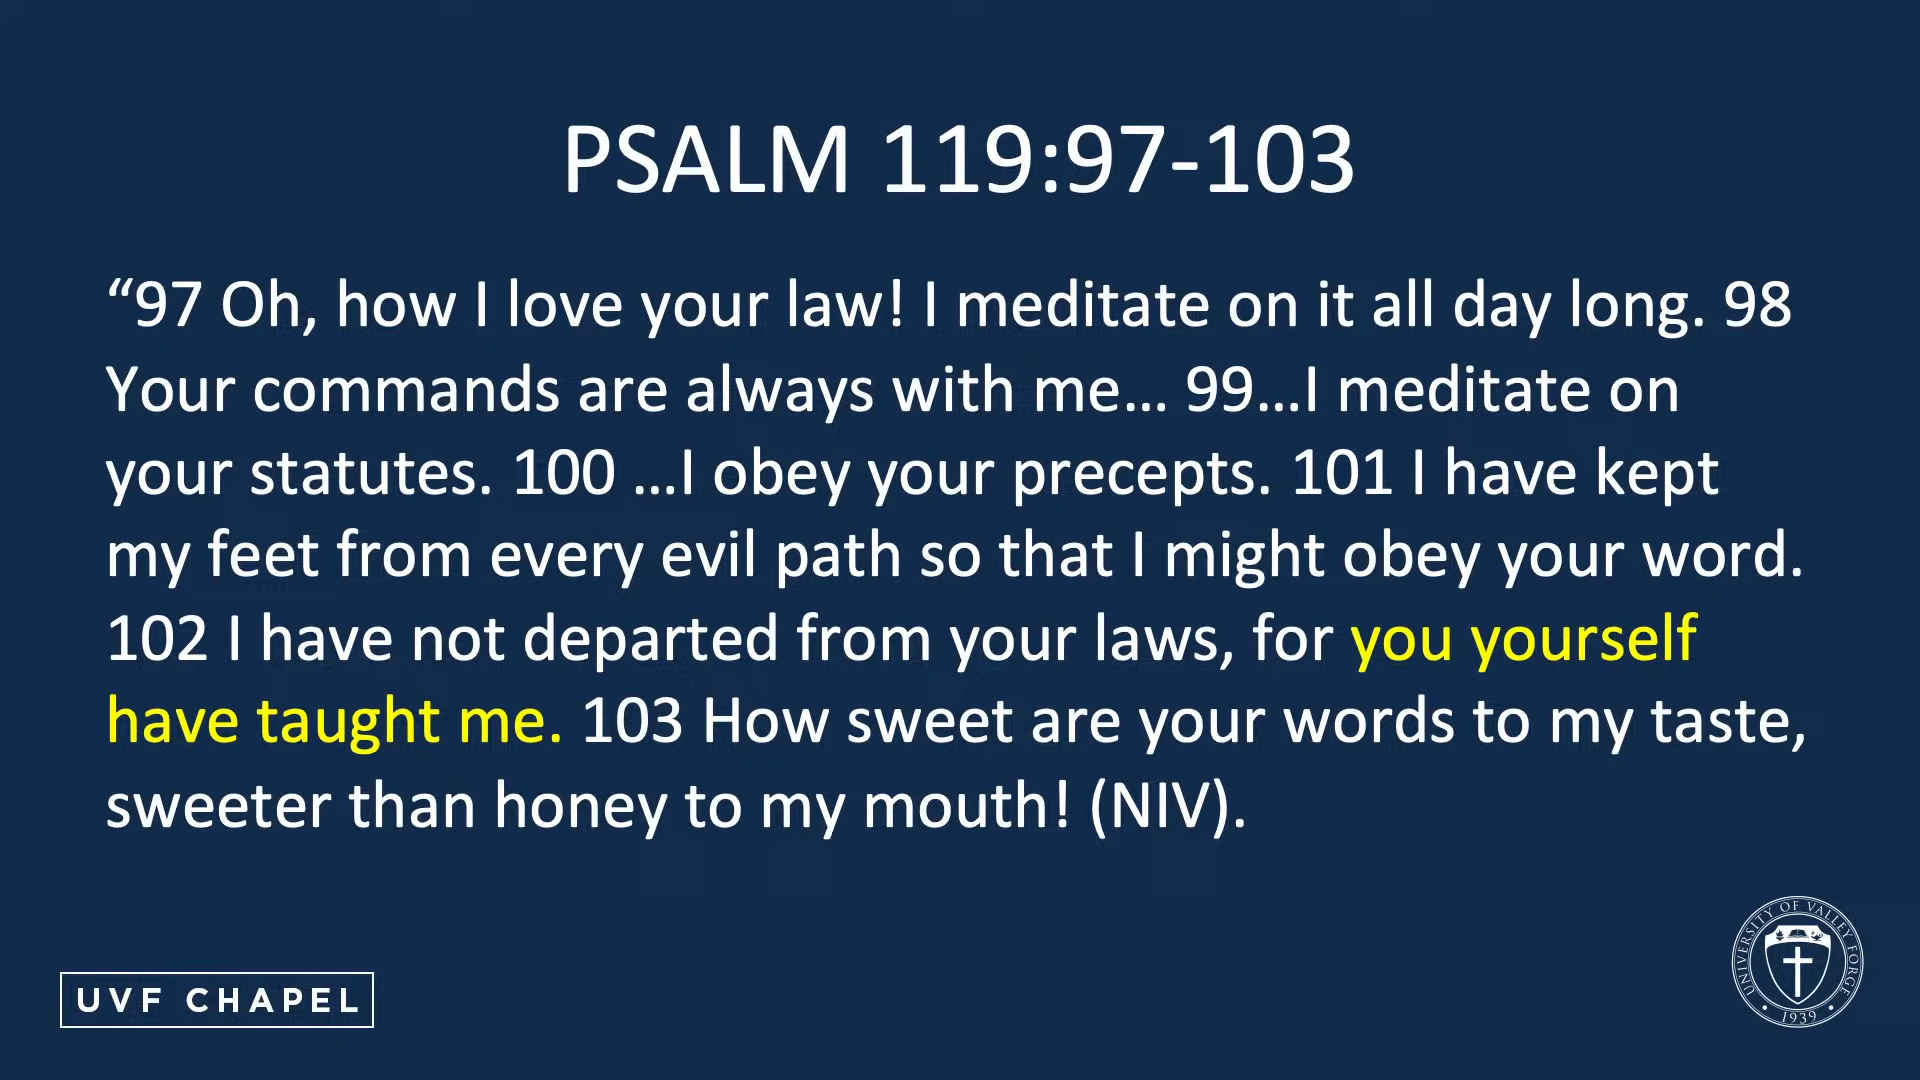 PSALM 119:97-103
“97 Oh, how I love your law! I meditate on it all day long. 98
Your commands are always with me… 99…I meditate on
your statutes. 100 …I obey your precepts. 101 I have kept
my feet from every evil path so that I might obey your word.
102 I have not departed from your laws, for you yourself
have taught me. 103 How sweet are your words to my taste,
sweeter than honey to my mouth! (NIV).
UVF CHAPEL
UNIVERSITY OF VALLEY FORGE
• 1939 •